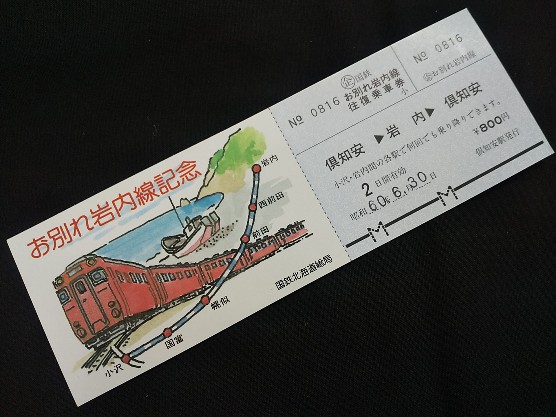 お別れ岩内線記念
岩内
西前田
前田
幌似
国富
小沢
国鉄北海道総局
№ 0816
企 国鉄
お別れ岩内線
往復乗車券
小
№ 0816
企 お別れ岩内線
倶知安 ▶ 岩内 ▶ 倶知安
小沢・岩内間の各駅で何回でも乗り降りできます。
2日間有効
¥800円
昭和60年6月30日
倶知安駅発行